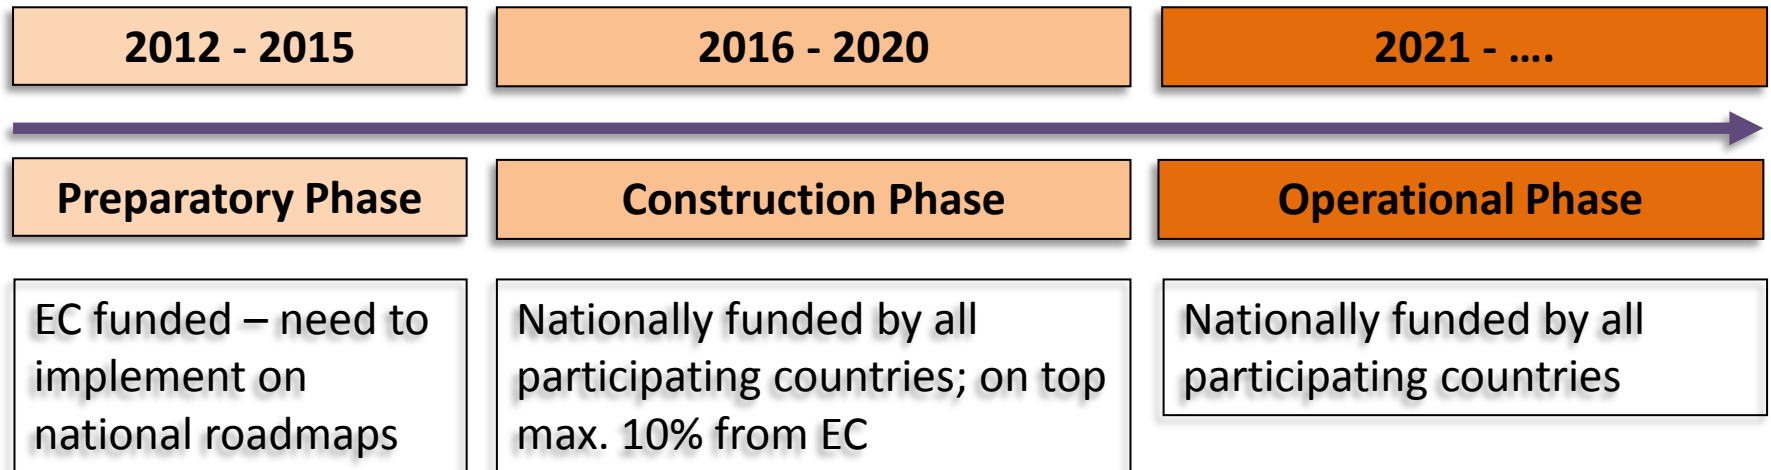 2012 - 2015
2016 - 2020
2021 - ....
Preparatory Phase
Construction Phase
Operational Phase
EC funded – need to
implement on
national roadmaps
Nationally funded by all
participating countries; on top
max. 10% from EC
Nationally funded by all
participating countries